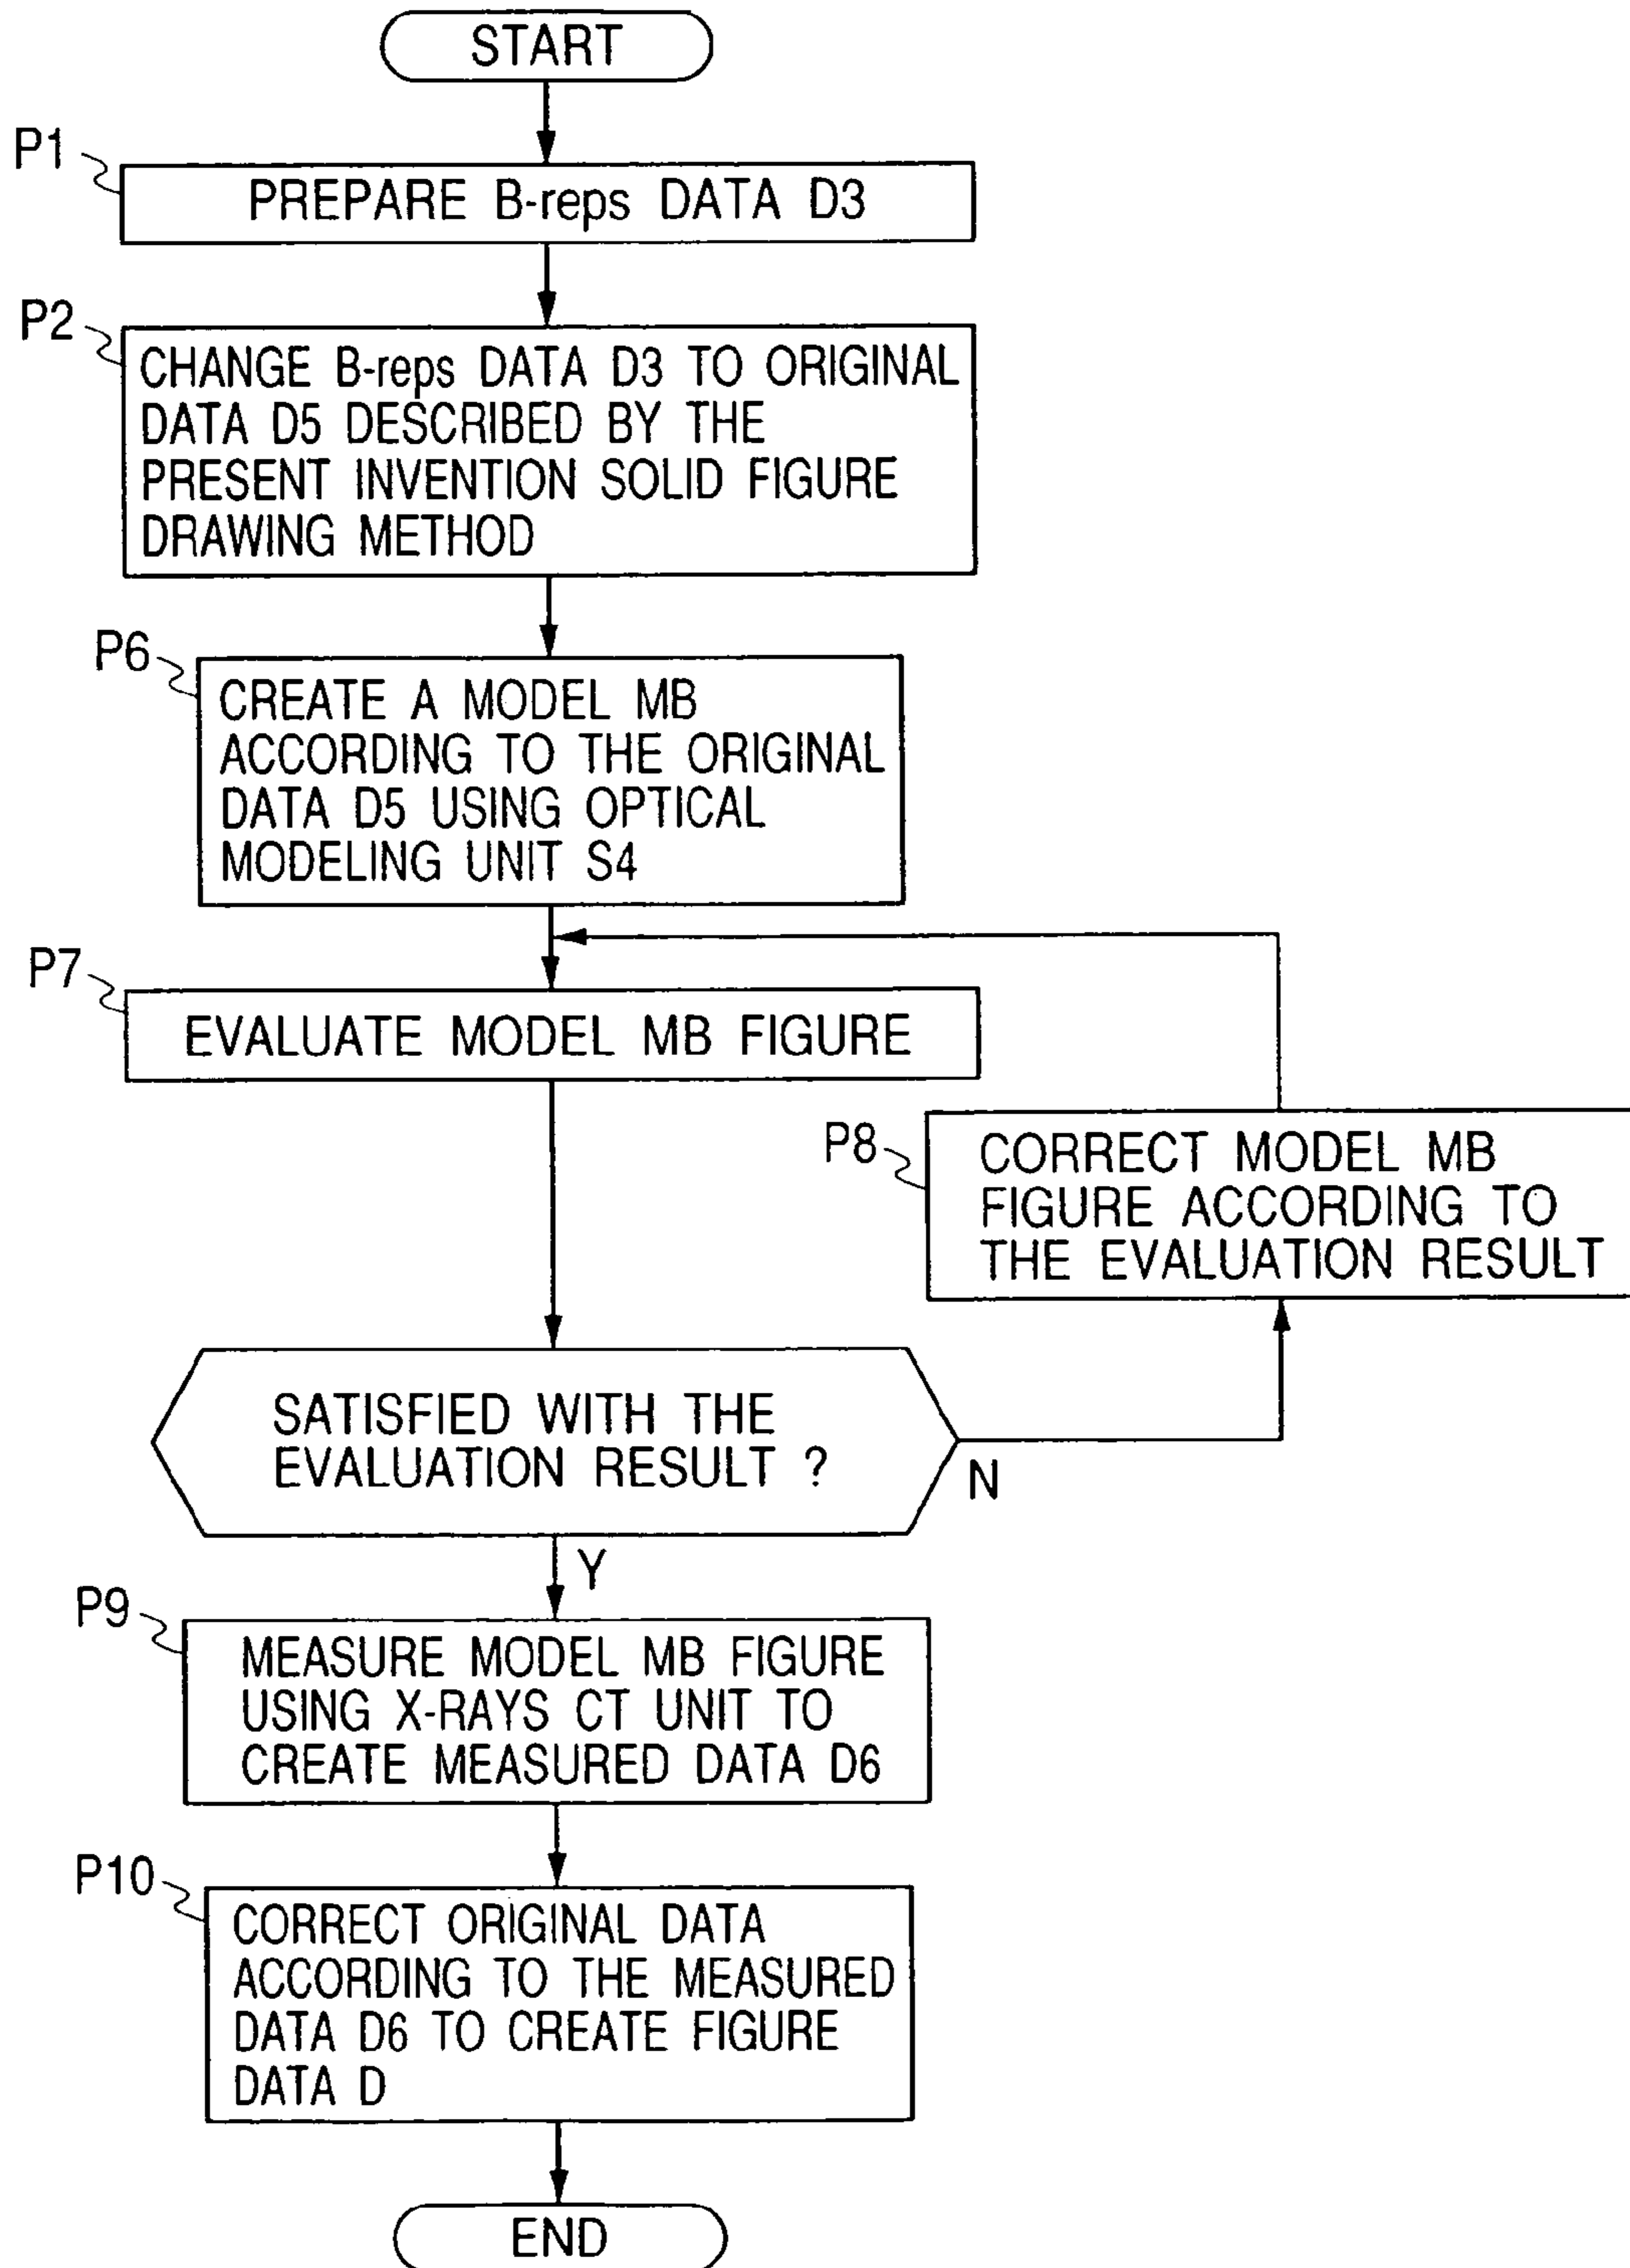 START
P1
PREPARE B-reps DATA D3
P2
CHANGE B-reps DATA D3 TO ORIGINAL
DATA D5 DESCRIBED BY THE
PRESENT INVENTION SOLID FIGURE
DRAWING METHOD
P6
CREATE A MODEL MB
ACCORDING TO THE ORIGINAL
DATA D5 USING OPTICAL
MODELING UNIT S4
P7
EVALUATE MODEL MB FIGURE
P8
CORRECT MODEL MB
FIGURE ACCORDING TO
THE EVALUATION RESULT
SATISFIED WITH THE
EVALUATION RESULT ?
N
Y
P9
MEASURE MODEL MB FIGURE
USING X-RAYS CT UNIT TO
CREATE MEASURED DATA D6
P10
CORRECT ORIGINAL DATA
ACCORDING TO THE MEASURED
DATA D6 TO CREATE FIGURE
DATA D
END